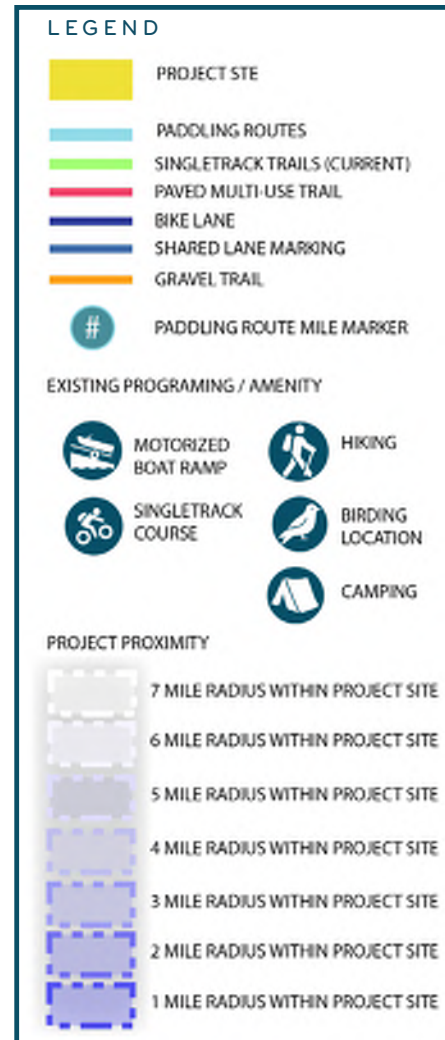 LEGEND
PROJECT STE
PADDLING ROUTES
SINGLETRACK TRAILS (CURRENT)
PAVED MULTI-USE TRAIL
BIKE LANE
SHARED LANE MARKING
GRAVEL TRAIL
# PADDLING ROUTE MILE MARKER
EXISTING PROGRAMING / AMENITY
MOTORIZED
BOAT RAMP
HIKING
SINGLETRACK
COURSE
BIRDING
LOCATION
CAMPING
PROJECT PROXIMITY
7 MILE RADIUS WITHIN PROJECT SITE
6 MILE RADIUS WITHIN PROJECT SITE
5 MILE RADIUS WITHIN PROJECT SITE
4 MILE RADIUS WITHIN PROJECT SITE
3 MILE RADIUS WITHIN PROJECT SITE
2 MILE RADIUS WITHIN PROJECT SITE
1 MILE RADIUS WITHIN PROJECT SITE